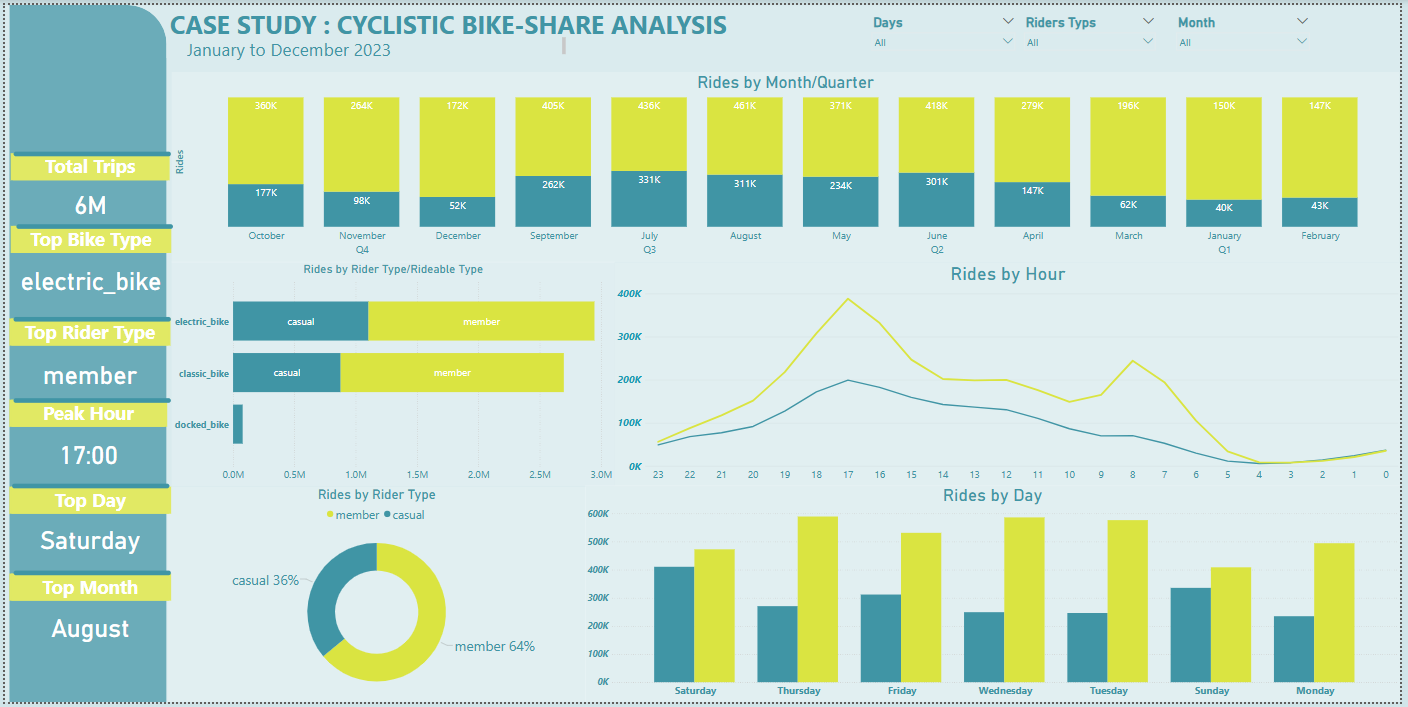 CASE STUDY : CYCLISTIC BIKE-SHARE ANALYSIS
January to December 2023
Days
All
Riders Typs
All
Month
All
Total Trips
6M
Top Bike Type
electric_bike
Top Rider Type
member
Peak Hour
17:00
Top Day
Saturday
Top Month
August
Rides by Month/Quarter
Rides
360K 264K 172K 405K 436K 461K 371K 418K 279K 196K 150K 147K
177K 98K 52K 262K 331K 311K 234K 301K 147K 62K 40K 43K
October November December September July August May June April March January February
Q4 Q3 Q2 Q1
Rides by Rider Type/Rideable Type
electric_bike casual member
classic_bike casual member
docked_bike
0.0M 0.5M 1.0M 1.5M 2.0M 2.5M 3.0M
Rides by Hour
400K
300K
200K
100K
0K
23 22 21 20 19 18 17 16 15 14 13 12 11 10 9 8 7 6 5 4 3 2 1 0
Rides by Rider Type
member casual
casual 36%
member 64%
Rides by Day
600K
500K
400K
300K
200K
100K
0K
Saturday Thursday Friday Wednesday Tuesday Sunday Monday